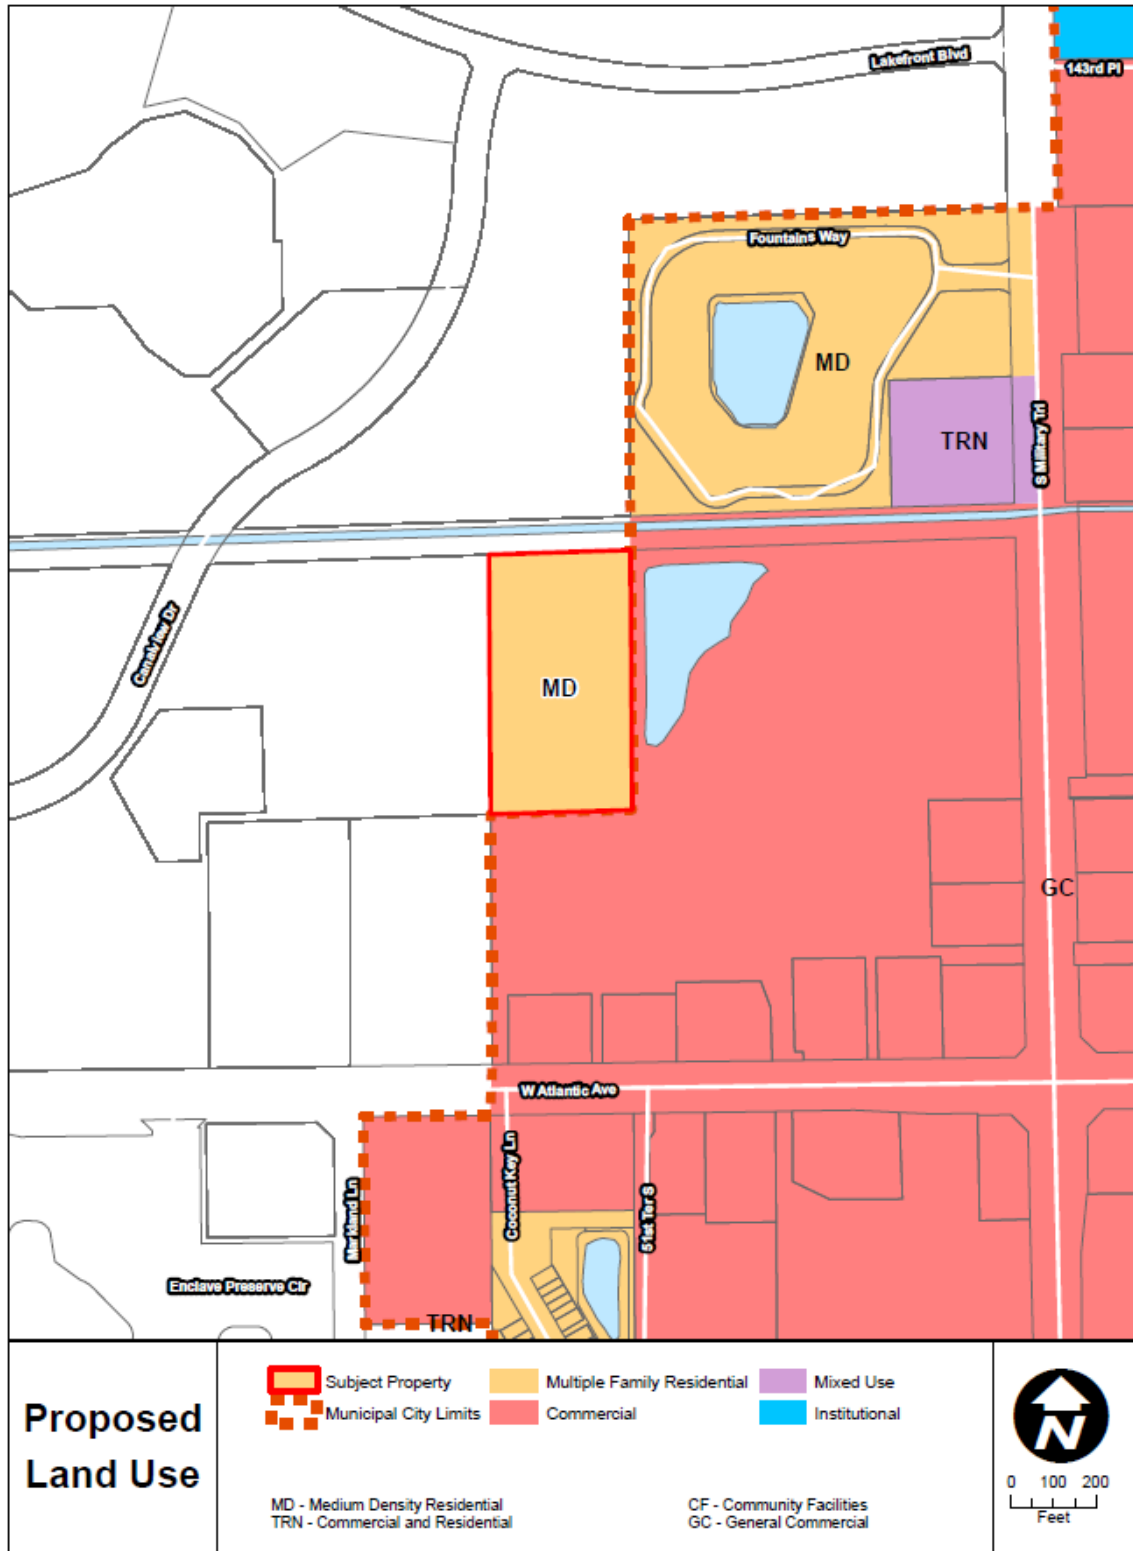 Lakefront Blvd
143rd Pl
Fountains Way
MD
TRN
S Military Trl
Canalview Dr
MD
GC
W Atlantic Ave
Coconut Key Ln
51st Ter S
Markland Ln
Enclave Preserve Cir
TRN
Proposed
Land Use
Subject Property
Multiple Family Residential
Mixed Use
Municipal City Limits
Commercial
Institutional
MD - Medium Density Residential
CF - Community Facilities
TRN - Commercial and Residential
GC - General Commercial
N
0 100 200
Feet